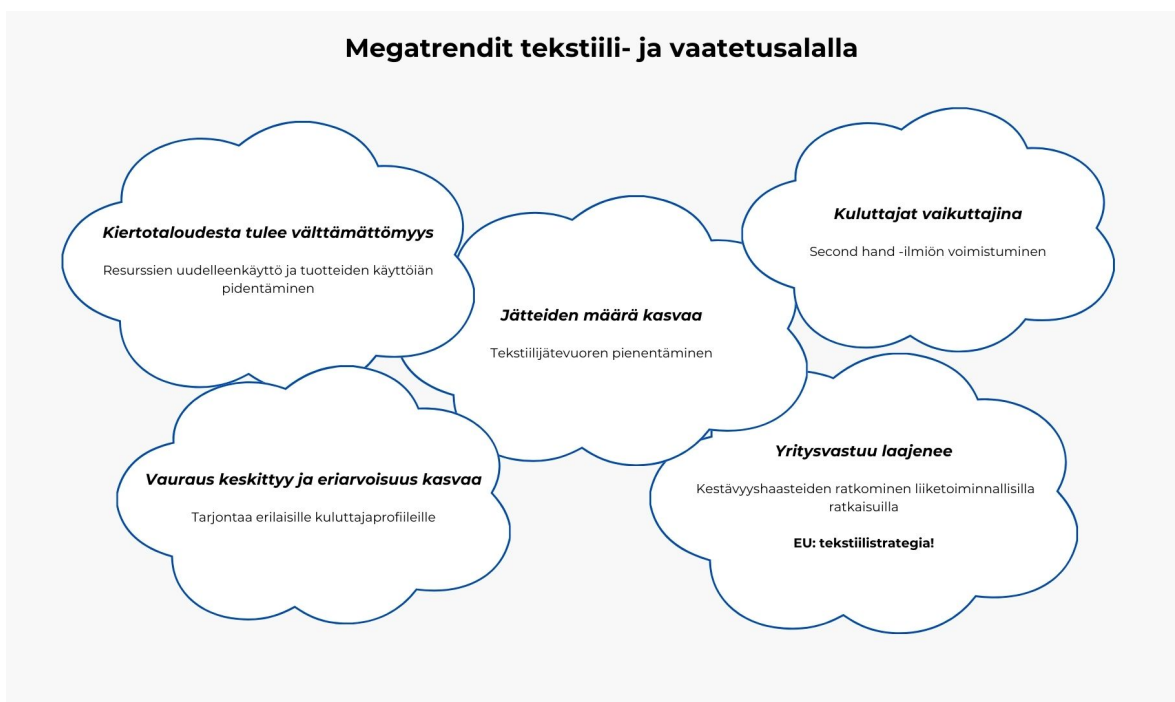 Megatrendit tekstiili- ja vaatetusalalla
Kiertotaloudesta tulee välttämättömyys
Resurssien uudelleenkäyttö ja tuotteiden käyttöiän
pidentäminen
Jätteiden määrä kasvaa
Tekstiilijätevuoren pienentäminen
Kuluttajat vaikuttajina
Second hand -ilmiön voimistuminen
Vauraus keskittyy ja eriarvoisuus kasvaa
Tarjontaa erilaisille kuluttajaprofiileille
Yritysvastuu laajenee
Kestävyyshaasteiden ratkominen liiketoiminnallisilla
ratkaisuilla
EU: tekstiilistrategia!